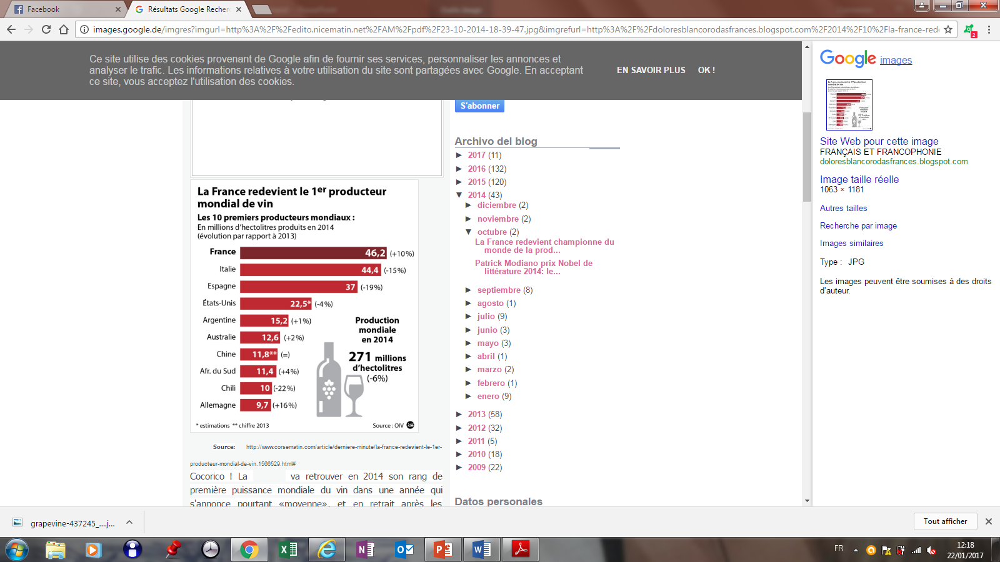 Facebook
Résultats Google Recher
images.google.de/imgres?imgurl=http%3A%2F%2Fedito.nicematin.net%2FAM%2Fpdf%2F23-10-2014-18-39-47.jpg&imgrefurl=http%3A%2F%2Fdoloresblancorodasfrances.blogspot.com%2F2014%2F10%2Fla-france-rede
2
Ce site utilise des cookies provenant de Google afin de fournir ses services, personnaliser les annonces et
analyser le trafic. Les informations relatives à votre utilisation du site sont partagées avec Google. En acceptant
ce site, vous acceptez l'utilisation des cookies.
EN SAVOIR PLUS OK !
La France redevient le 1er producteur
mondial de vin
Les 10 premiers producteurs mondiaux :
En millions d'hectolitres produits en 2014
(évolution par rapport à 2013)
France 46,2 (+10%)
Italie 44,4 (-15%)
Espagne 37 (-19%)
États-Unis 22,5* (-4%)
Argentine 15,2 (+1%)
Australie 12,6 (+2%)
Chine 11,8** (=)
Afr. du Sud 11,4 (+4%)
Chili 10 (-22%)
Allemagne 9,7 (+16%)
Production
mondiale
en 2014
271 millions
d'hectolitres
(-6%)
* estimations ** chiffre 2013 Source : OIV idé
Source: http://www.corsematin.com/article/derniere-minute/la-france-redevient-le-1er-
producteur-mondial-de-vin.1566529.html#
Cocorico ! La va retrouver en 2014 son rang de
première puissance mondiale du vin dans une année qui
s'annonce pourtant «moyenne», et en retrait après les
S'abonner
Archivo del blog
► 2017 (11)
► 2016 (132)
► 2015 (120)
▼ 2014 (43)
► diciembre (2)
► noviembre (2)
▼ octubre (2)
La France redevient championne du
monde de la prod...
Patrick Modiano prix Nobel de
littérature 2014: le...
► septiembre (8)
► agosto (1)
► julio (9)
► junio (3)
► mayo (3)
► abril (1)
► marzo (2)
► febrero (1)
► enero (9)
► 2013 (58)
► 2012 (32)
► 2011 (5)
► 2010 (18)
► 2009 (22)
Datos personales
Google images
Site Web pour cette image
FRANÇAIS ET FRANCOPHONIE
doloresblancorodasfrances.blogspot.com
Image taille réelle
1063 × 1181
Autres tailles
Recherche par image
Images similaires
Type : JPG
Les images peuvent être soumises à des droits
d'auteur.
grapevine-437245_....j...
Tout afficher
FR
12:18
22/01/2017